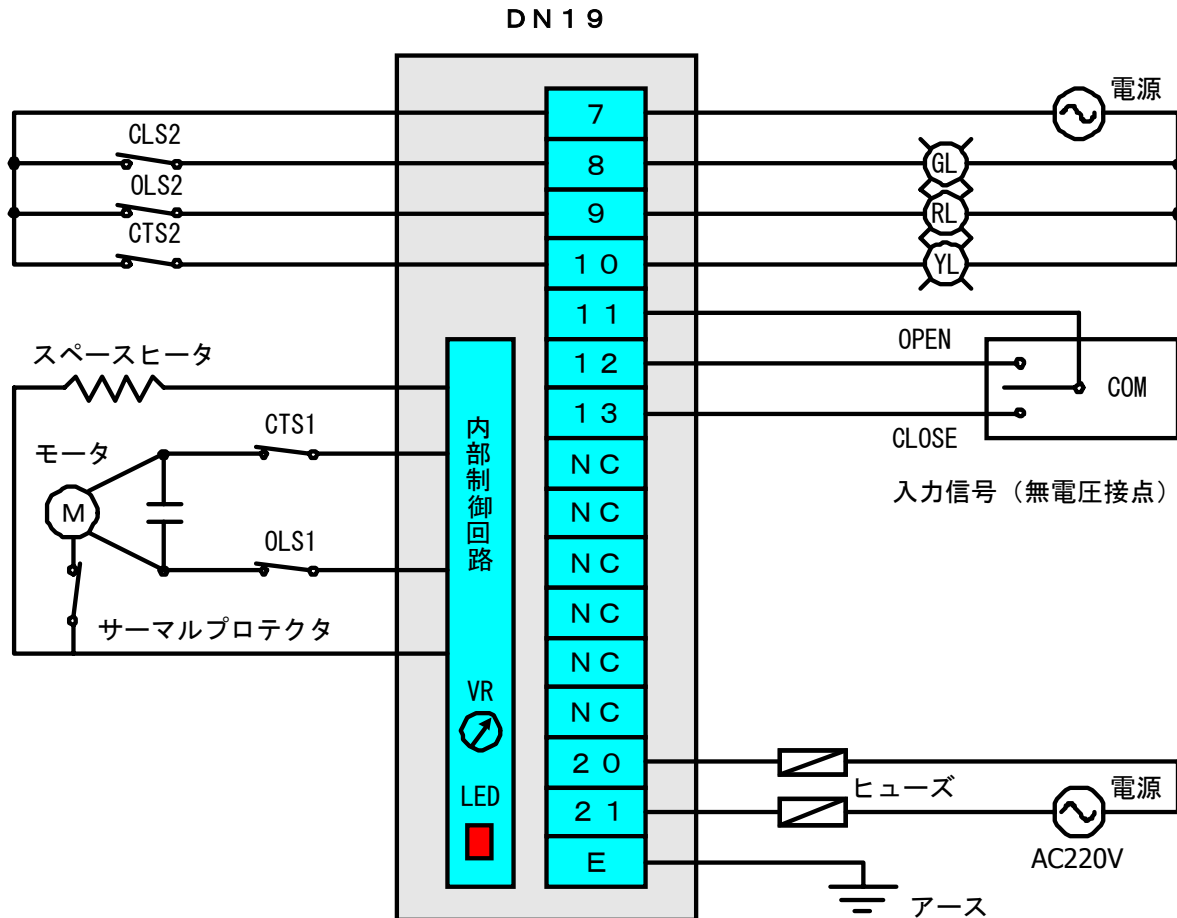 ＤＮ１９
電源
７
CLS2
８
GL
OLS2
９
RL
CTS2
１０
YL
１１
OPEN
１２
COM
１３
CLOSE
入力信号（無電圧接点）
スペースヒータ
CTS1
モータ
M
OLS1
サーマルプロテクタ
内部制御回路
VR
LED
ＮＣ
ＮＣ
ＮＣ
ＮＣ
ＮＣ
ＮＣ
２０
ヒューズ
電源
２１
AC220V
Ｅ
アース